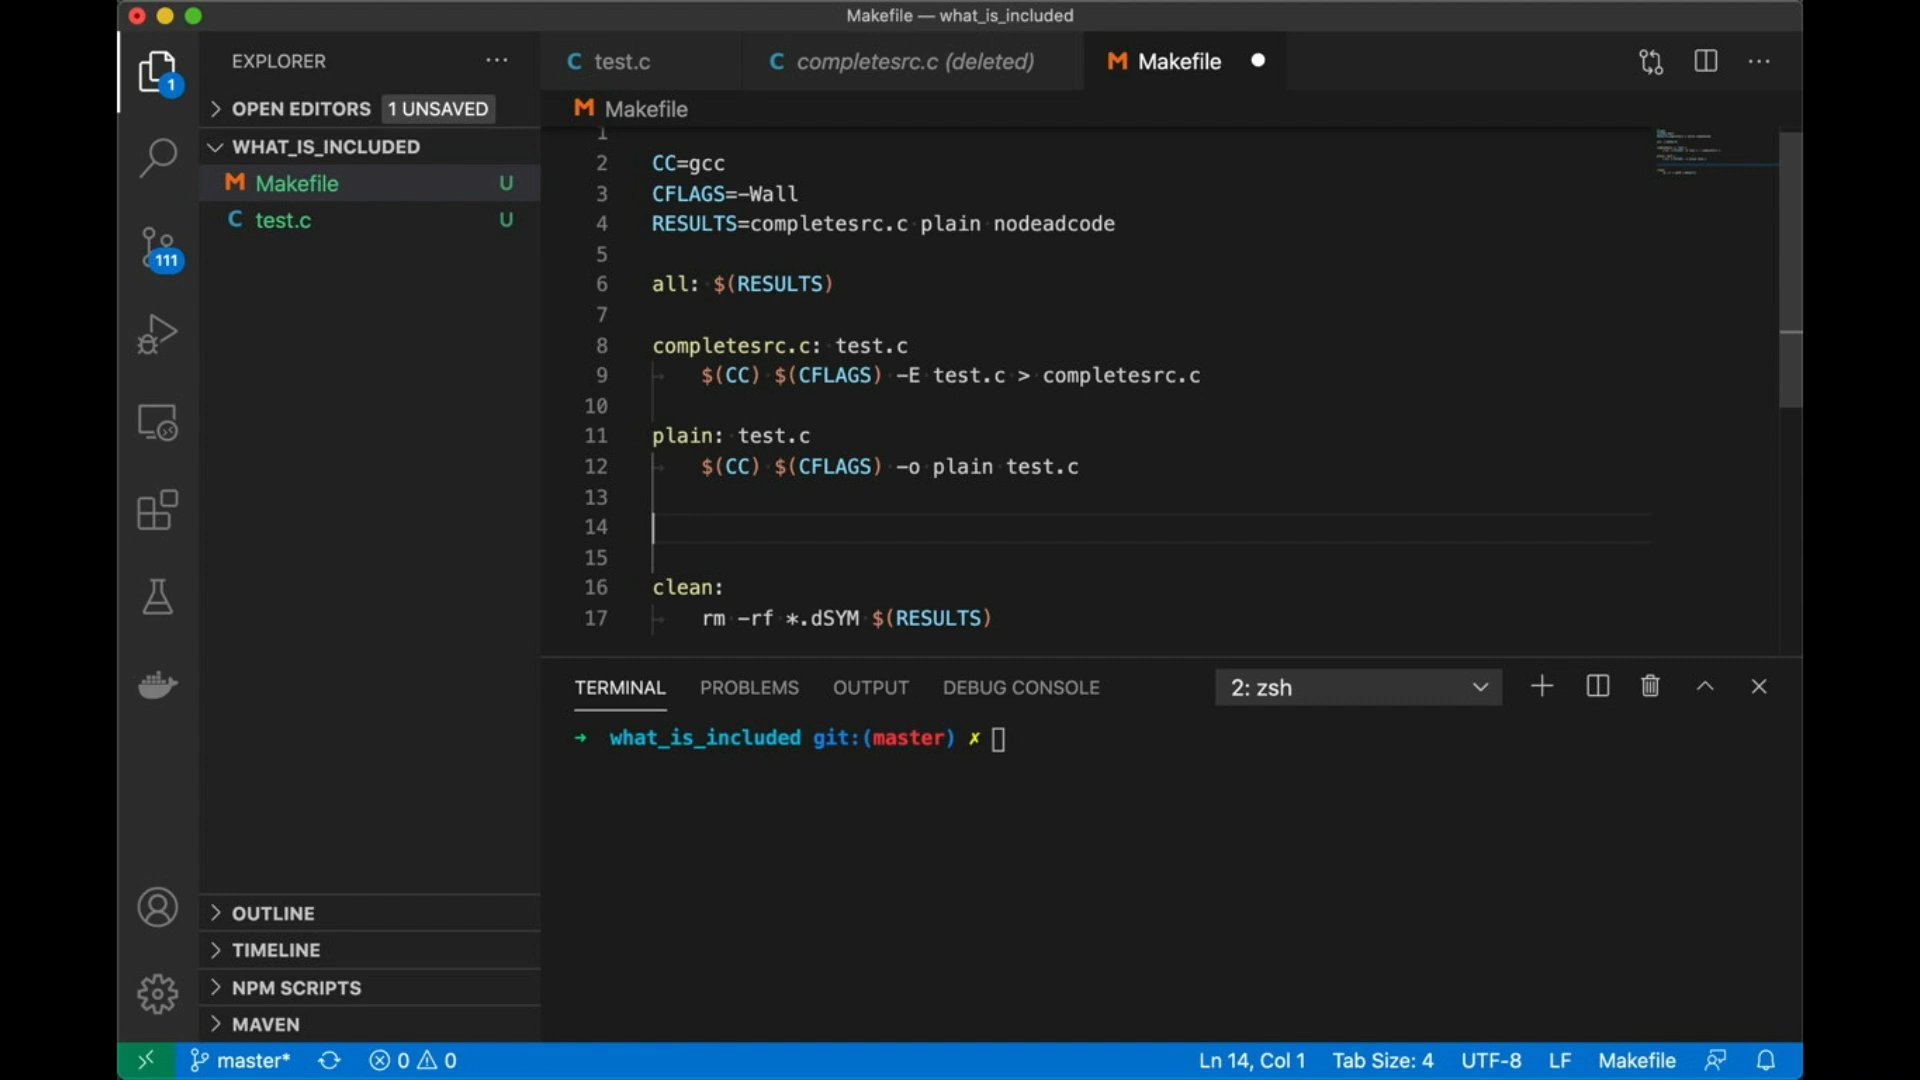 Makefile — what_is_included
EXPLORER
1
OPEN EDITORS 1 UNSAVED
WHAT_IS_INCLUDED
M Makefile U
C test.c U
111
OUTLINE
TIMELINE
NPM SCRIPTS
MAVEN
C test.c
C completesrc.c (deleted)
M Makefile
M Makefile
1
2 CC=gcc
3 CFLAGS=-Wall
4 RESULTS=completesrc.c plain nodeadcode
5
6 all: $(RESULTS)
7
8 completesrc.c: test.c
9 $(CC) $(CFLAGS) -E test.c > completesrc.c
10
11 plain: test.c
12 $(CC) $(CFLAGS) -o plain test.c
13
14
15
16 clean:
17 rm -rf *.dSYM $(RESULTS)
TERMINAL PROBLEMS OUTPUT DEBUG CONSOLE 2: zsh
➜ what_is_included git:(master) ✗
master* 0 0 Ln 14, Col 1 Tab Size: 4 UTF-8 LF Makefile